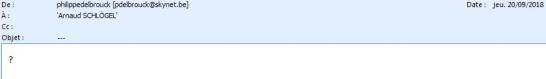 De : philippedelbrouck [pdelbrouck@skynet.be] Date : jeu. 20/09/2018
À : 'Arnaud SCHLÖGEL'
Cc :
Objet : ---
?